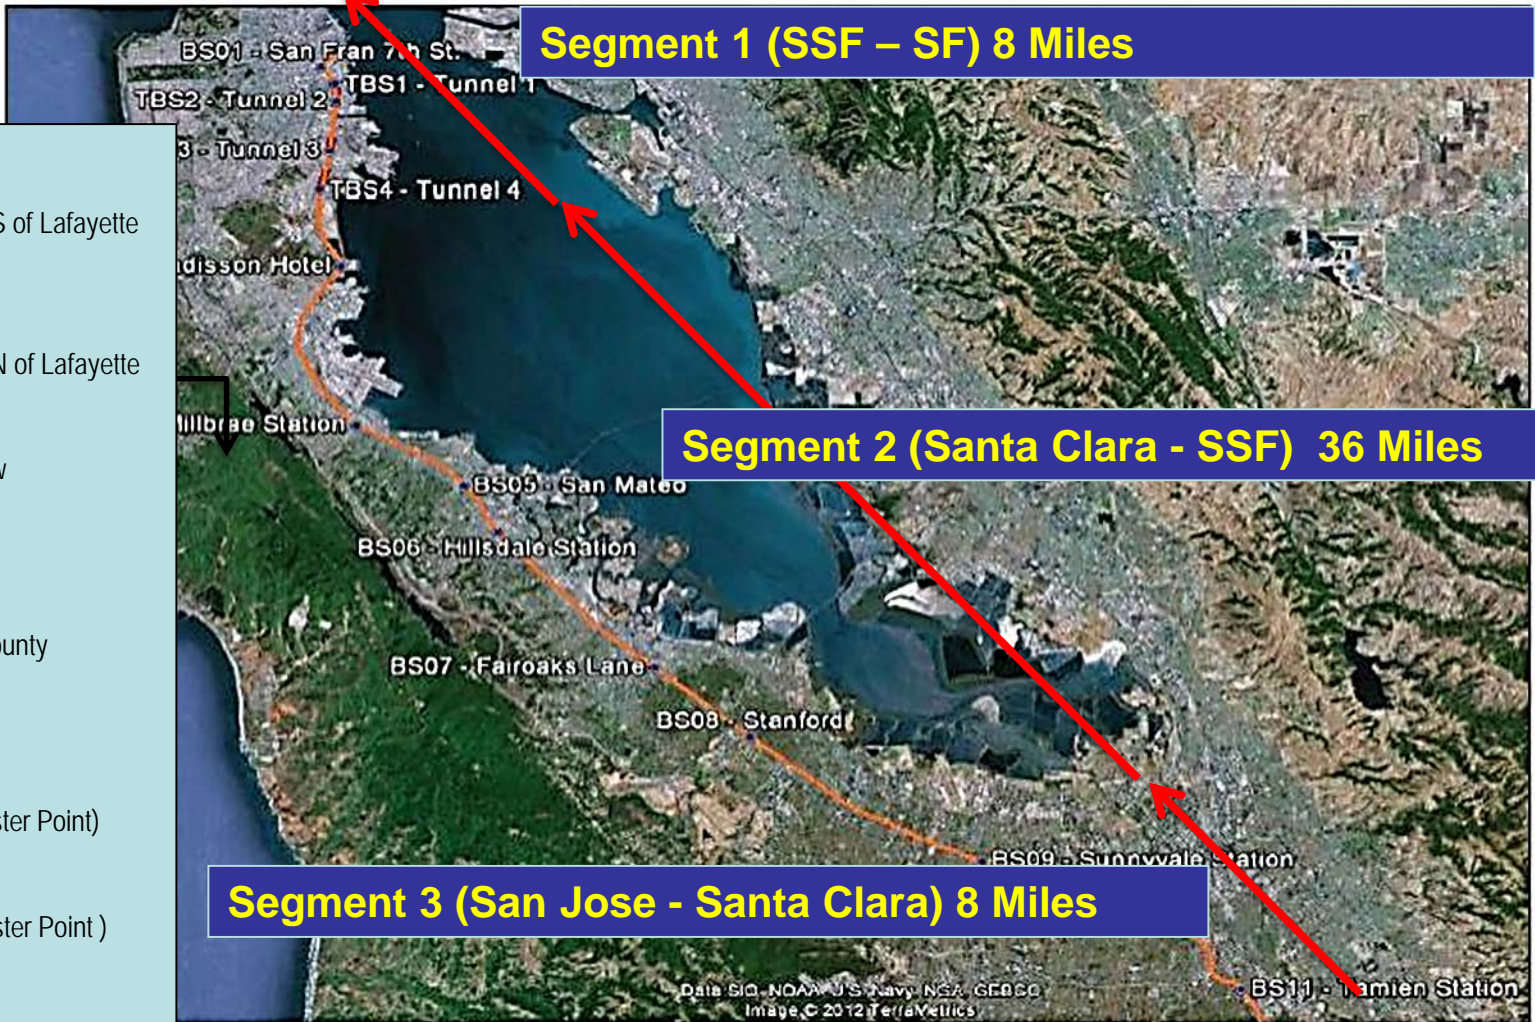 Segment 1 (SSF – SF) 8 Miles
BS01 - San Fran 7th St.
TBS1 - Tunnel 1
TBS2 - Tunnel 2
3 - Tunnel 3
TBS4 - Tunnel 4
S of Lafayette
disson Hotel
N of Lafayette
Millbrae Station
Segment 2 (Santa Clara - SSF) 36 Miles
BS05 - San Mateo
BS06 - Hillsdale Station
ounty
BS07 - Fairoaks Lane
BS08 - Stanford
ster Point)
BS09 - Sunnyvale Station
Segment 3 (San Jose - Santa Clara) 8 Miles
ster Point )
Data SIO, NOAA, U.S. Navy, NGA, GEBCO
Image © 2012 TerraMetrics
BS11 - Tamien Station